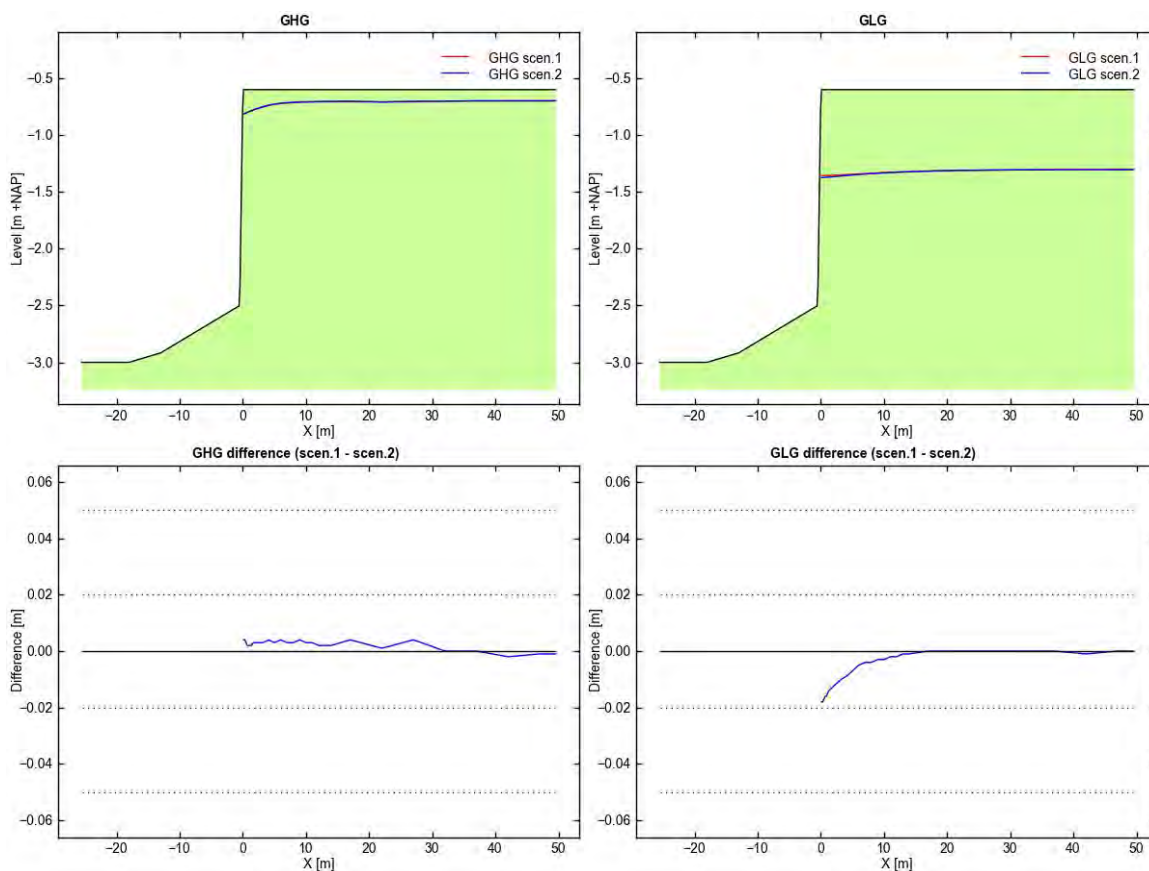 GHG
GHG scen.1
GHG scen.2
−0.5
−1.0
−1.5
−2.0
−2.5
−3.0
Level [m +NAP]
−20 −10 0 10 20 30 40 50
X [m]
GLG
GLG scen.1
GLG scen.2
−0.5
−1.0
−1.5
−2.0
−2.5
−3.0
Level [m +NAP]
−20 −10 0 10 20 30 40 50
X [m]
GHG difference (scen.1 - scen.2)
0.06
0.04
0.02
0.00
−0.02
−0.04
−0.06
Difference [m]
−20 −10 0 10 20 30 40 50
X [m]
GLG difference (scen.1 - scen.2)
0.06
0.04
0.02
0.00
−0.02
−0.04
−0.06
Difference [m]
−20 −10 0 10 20 30 40 50
X [m]